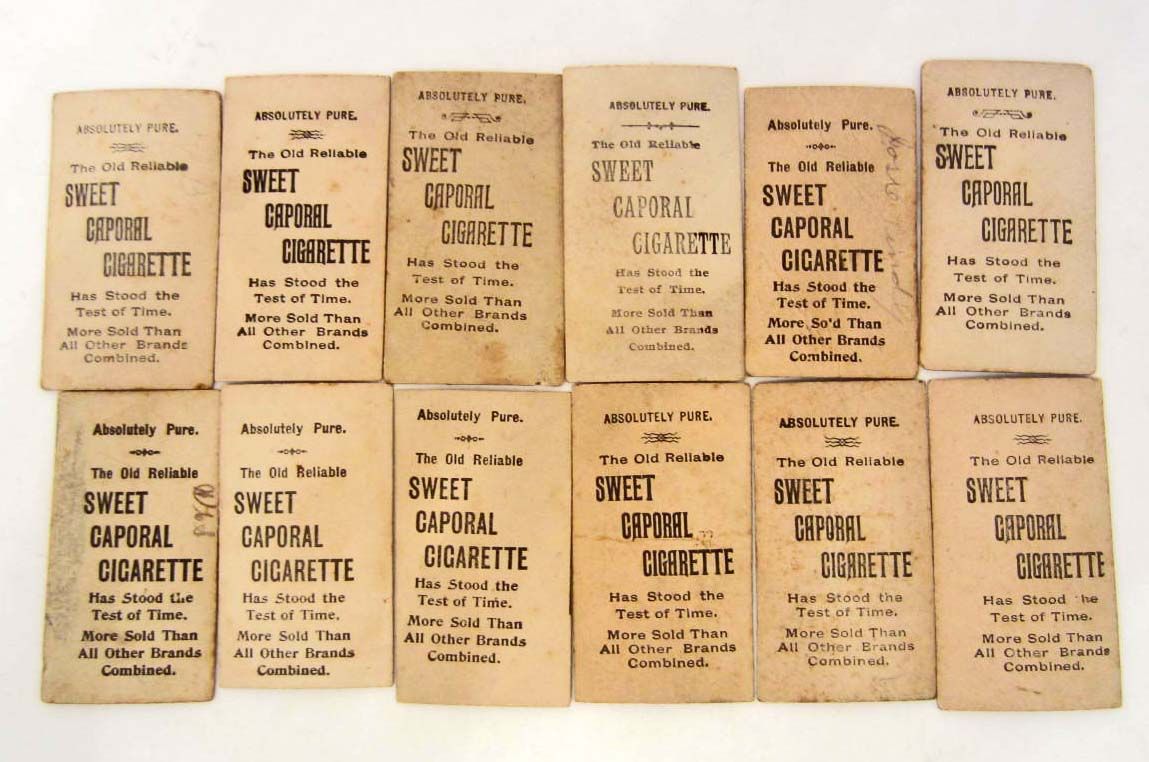 ABSOLUTELY PURE.
The Old Reliable
SWEET
CAPORAL
CIGARETTE
Has Stood the
Test of Time.
More Sold Than
All Other Brands
Combined.
ABSOLUTELY PURE.
The Old Reliable
SWEET
CAPORAL
CIGARETTE
Has Stood the
Test of Time.
More Sold Than
All Other Brands
Combined.
ABSOLUTELY PURE.
The Old Reliable
SWEET
CAPORAL
CIGARETTE
Has Stood the
Test of Time.
More Sold Than
All Other Brands
Combined.
ABSOLUTELY PURE.
The Old Reliable
SWEET
CAPORAL
CIGARETTE
Has Stood the
Test of Time.
More Sold Than
All Other Brands
Combined.
Absolutely Pure.
The Old Reliable
SWEET
CAPORAL
CIGARETTE
Has Stood the
Test of Time.
More So'd Than
All Other Brands
Combined.
ABSOLUTELY PURE.
The Old Reliable
SWEET
CAPORAL
CIGARETTE
Has Stood the
Test of Time.
More Sold Than
All Other Brands
Combined.
Absolutely Pure.
The Old Reliable
SWEET
CAPORAL
CIGARETTE
Has Stood the
Test of Time.
More Sold Than
All Other Brands
Combined.
Absolutely Pure.
The Old Reliable
SWEET
CAPORAL
CIGARETTE
Has Stood the
Test of Time.
More Sold Than
All Other Brands
Combined.
Absolutely Pure.
The Old Reliable
SWEET
CAPORAL
CIGARETTE
Has Stood the
Test of Time.
More Sold Than
All Other Brands
Combined.
ABSOLUTELY PURE.
The Old Reliable
SWEET
CAPORAL
CIGARETTE
Has Stood the
Test of Time.
More Sold Than
All Other Brands
Combined.
ABSOLUTELY PURE.
The Old Reliable
SWEET
CAPORAL
CIGARETTE
Has Stood the
Test of Time.
More Sold Than
All Other Brands
Combined.
ABSOLUTELY PURE.
The Old Reliable
SWEET
CAPORAL
CIGARETTE
Has Stood he
Test of Time.
More Sold Than
All Other Brands
Combined.